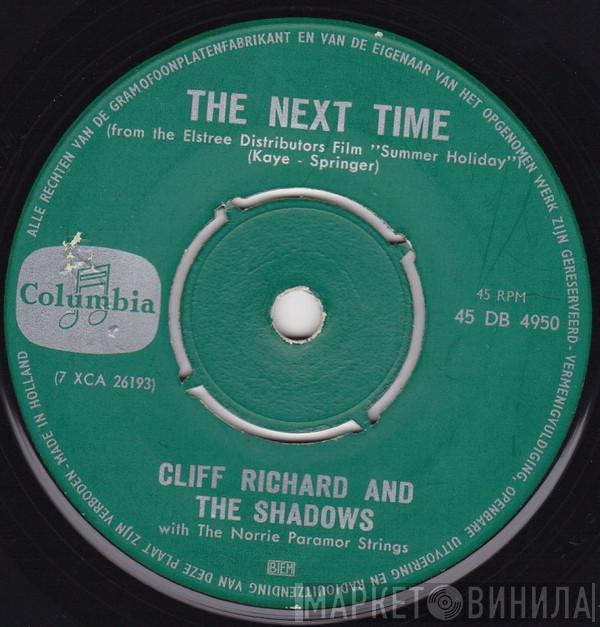 ALLE RECHTEN VAN DE GRAMOFOONPLATENFABRIKANT EN VAN DE EIGENAAR VAN HET OPGENOMEN WERK ZIJN GERESERVEERD- VERMENIGVULDIGING, OPENBARE UITVOERING EN RADIOUITZENDING VAN DEZE PLAAT ZIJN VERBODEN- MADE IN HOLLAND
THE NEXT TIME
(from the Elstree Distributors Film "Summer Holiday")
(Kaye - Springer)
Columbia
45 RPM
45 DB 4950
(7 XCA 26193)
CLIFF RICHARD AND
THE SHADOWS
with The Norrie Paramor Strings
BIEM
МАРКЕТ ВИНИЛА